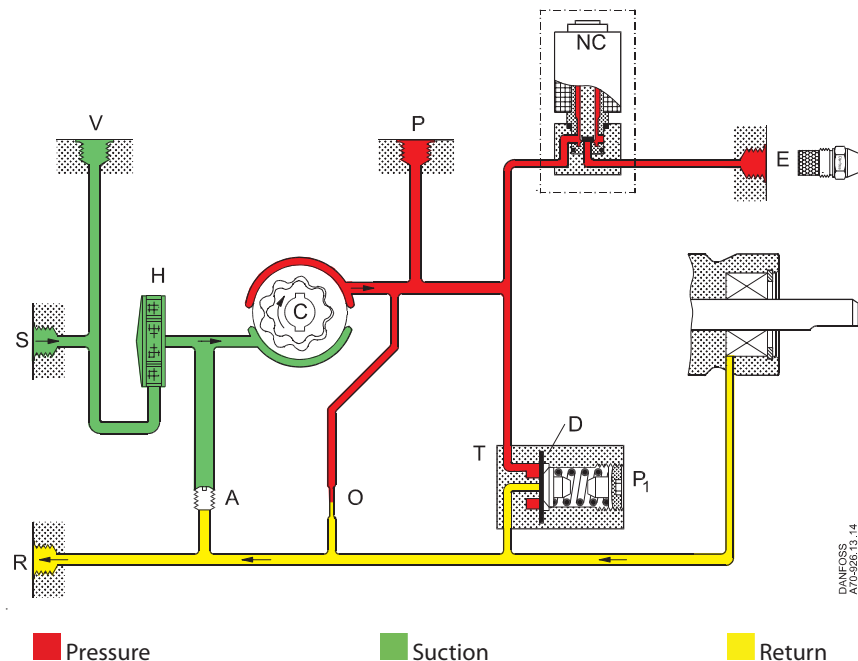 NC
V
P
E
H
C
S
D
T
P1
A
O
R
DANFOSS
A70-926.13.14
Pressure
Suction
Return